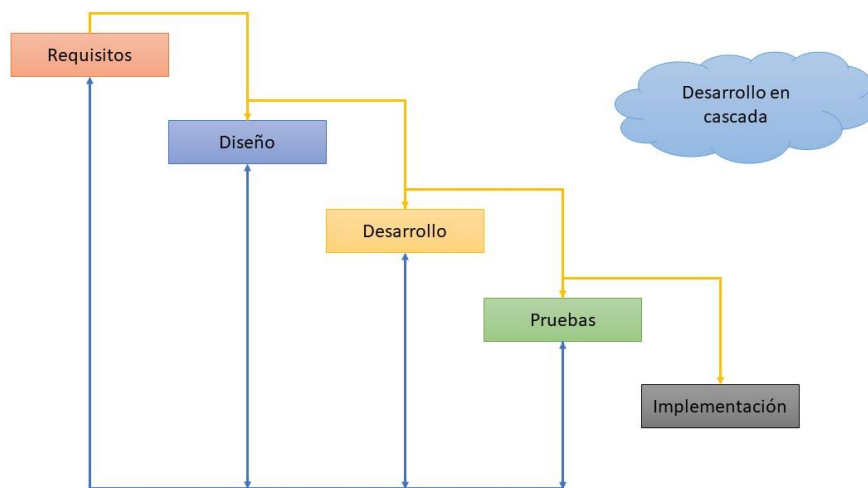 Requisitos
Desarrollo en
cascada
Diseño
Desarrollo
Pruebas
Implementación